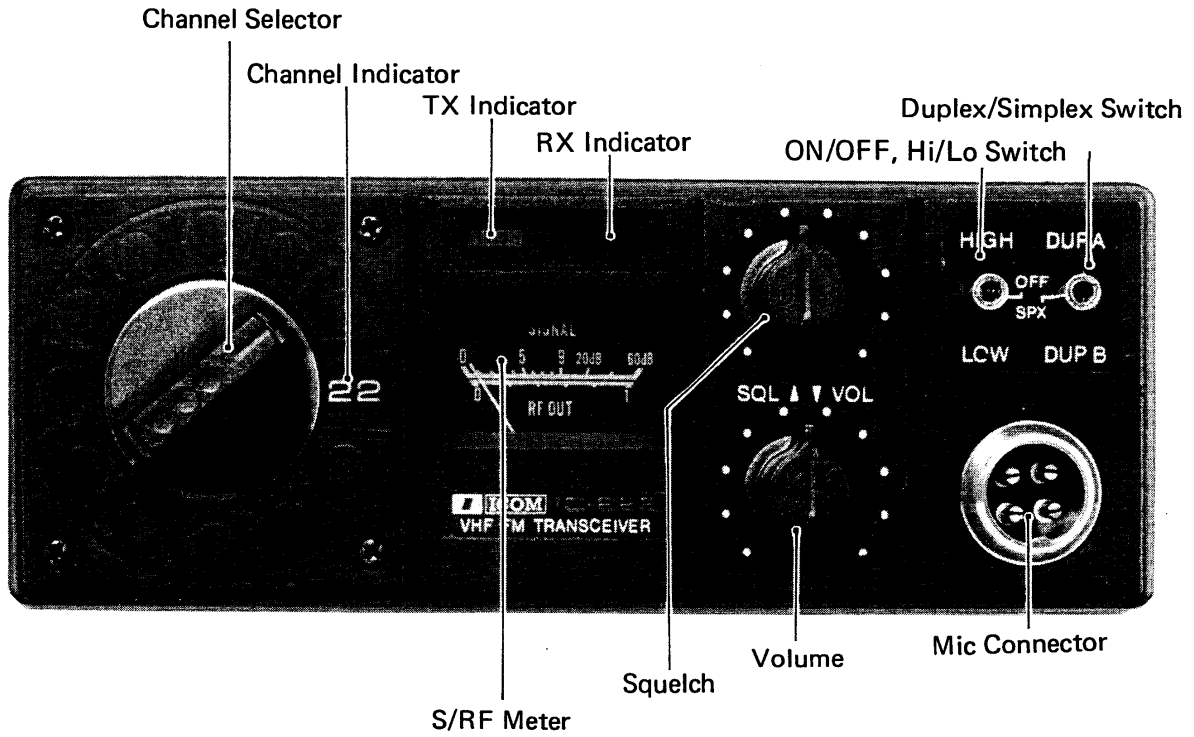 Channel Selector
Channel Indicator
TX Indicator
RX Indicator
Duplex/Simplex Switch
ON/OFF, Hi/Lo Switch
HIGH DUP A
OFF
SPX
LOW DUP B
SIGNAL
0 5 9 20dB 60dB
0 1
RF OUT
22
SQL ▲ ▼ VOL
ICOM
VHF FM TRANSCEIVER
Mic Connector
Volume
Squelch
S/RF Meter